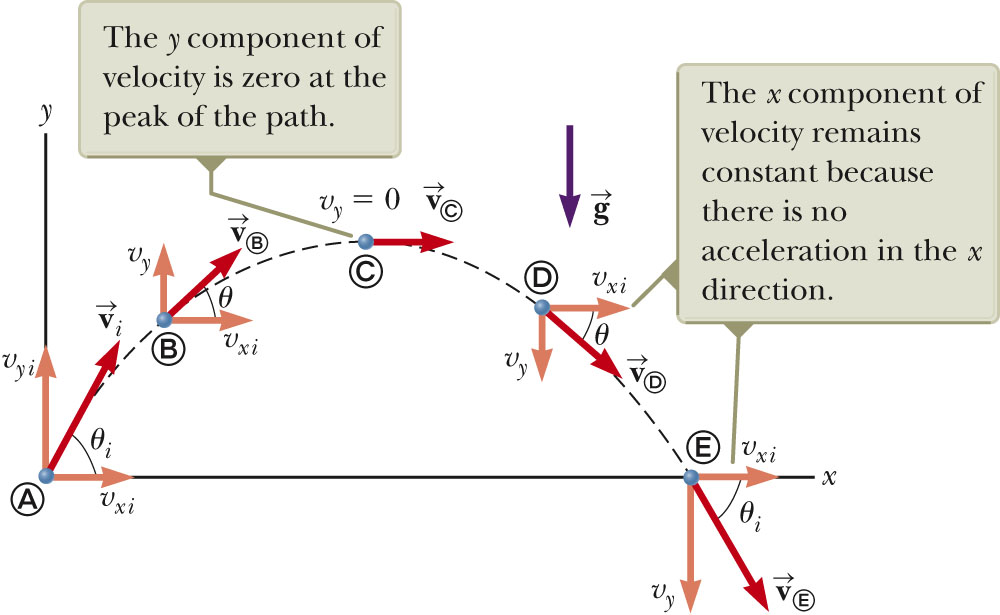 The y component of
velocity is zero at the
peak of the path.
The x component of
velocity remains
constant because
there is no
acceleration in the x
direction.
y
v_y = 0
v⃗_Ⓒ
g⃗
v⃗_Ⓑ
v_y
θ
v_xi
Ⓑ
Ⓒ
Ⓓ
v_xi
θ
v_y
v⃗_Ⓓ
v⃗_i
v_yi
θ_i
Ⓐ
v_xi
Ⓔ
v_xi
x
θ_i
v_y
v⃗_Ⓔ